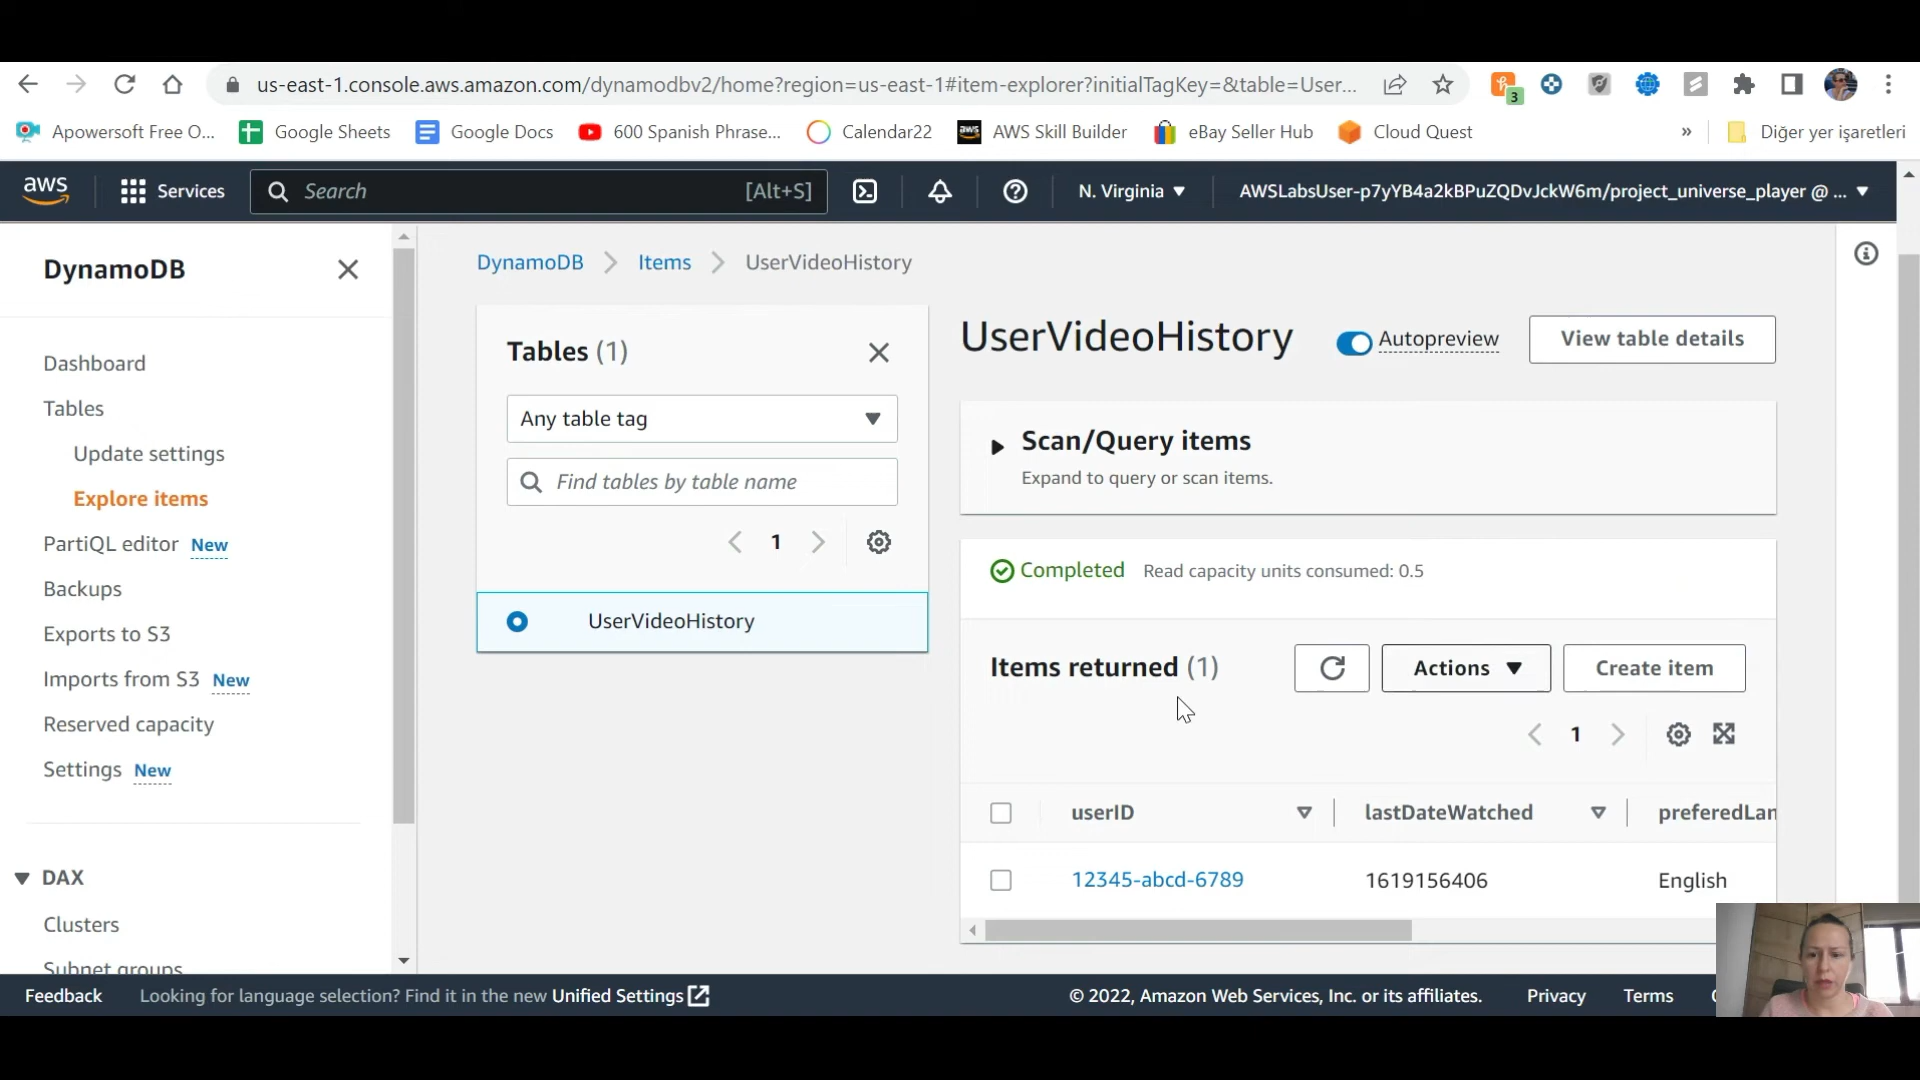 us-east-1.console.aws.amazon.com/dynamodbv2/home?region=us-east-1#item-explorer?initialTagKey=&table=User...
3
Apowersoft Free O...
Google Sheets
Google Docs
600 Spanish Phrase...
Calendar22
aws
AWS Skill Builder
eBay Seller Hub
Cloud Quest
»
Diğer yer işaretleri
aws
Services
Search
[Alt+S]
N. Virginia
AWSLabsUser-p7yYB4a2kBPuZQDvJckW6m/project_universe_player @ ...
DynamoDB
Dashboard
Tables
Update settings
Explore items
PartiQL editor New
Backups
Exports to S3
Imports from S3 New
Reserved capacity
Settings New
DAX
Clusters
Subnet groups
DynamoDB
Items
UserVideoHistory
Tables (1)
Any table tag
Find tables by table name
1
UserVideoHistory
UserVideoHistory
Autopreview
View table details
Scan/Query items
Expand to query or scan items.
Completed
Read capacity units consumed: 0.5
Items returned (1)
Actions
Create item
1
userID
lastDateWatched
preferedLan
12345-abcd-6789
1619156406
English
Feedback
Looking for language selection? Find it in the new Unified Settings
© 2022, Amazon Web Services, Inc. or its affiliates.
Privacy
Terms